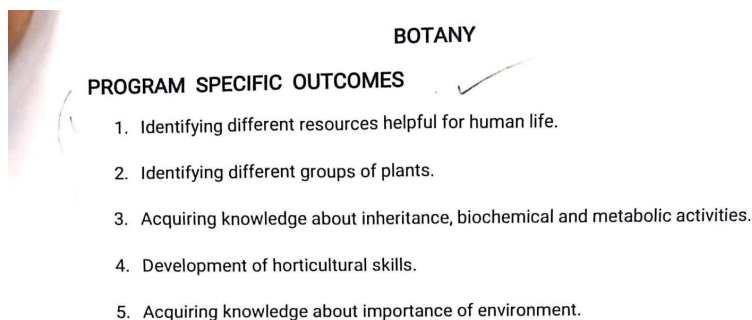 BOTANY
PROGRAM SPECIFIC OUTCOMES
1. Identifying different resources helpful for human life.
2. Identifying different groups of plants.
3. Acquiring knowledge about inheritance, biochemical and metabolic activities.
4. Development of horticultural skills.
5. Acquiring knowledge about importance of environment.